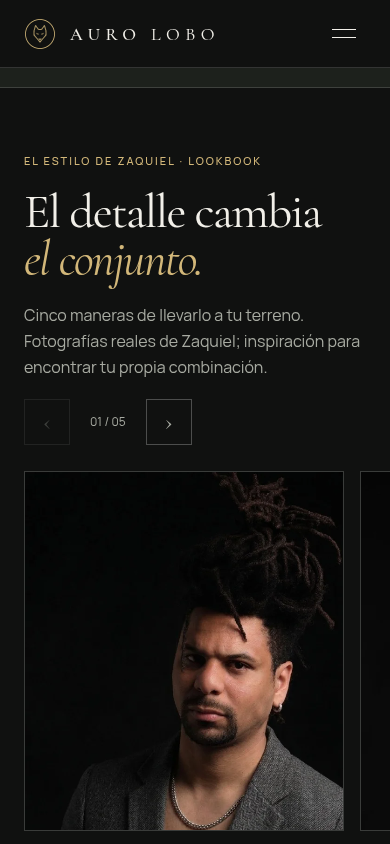 AURO LOBO
EL ESTILO DE ZAQUIEL · LOOKBOOK
El detalle cambia
el conjunto.
Cinco maneras de llevarlo a tu terreno.
Fotografías reales de Zaquiel; inspiración para
encontrar tu propia combinación.
‹ 01 / 05 ›